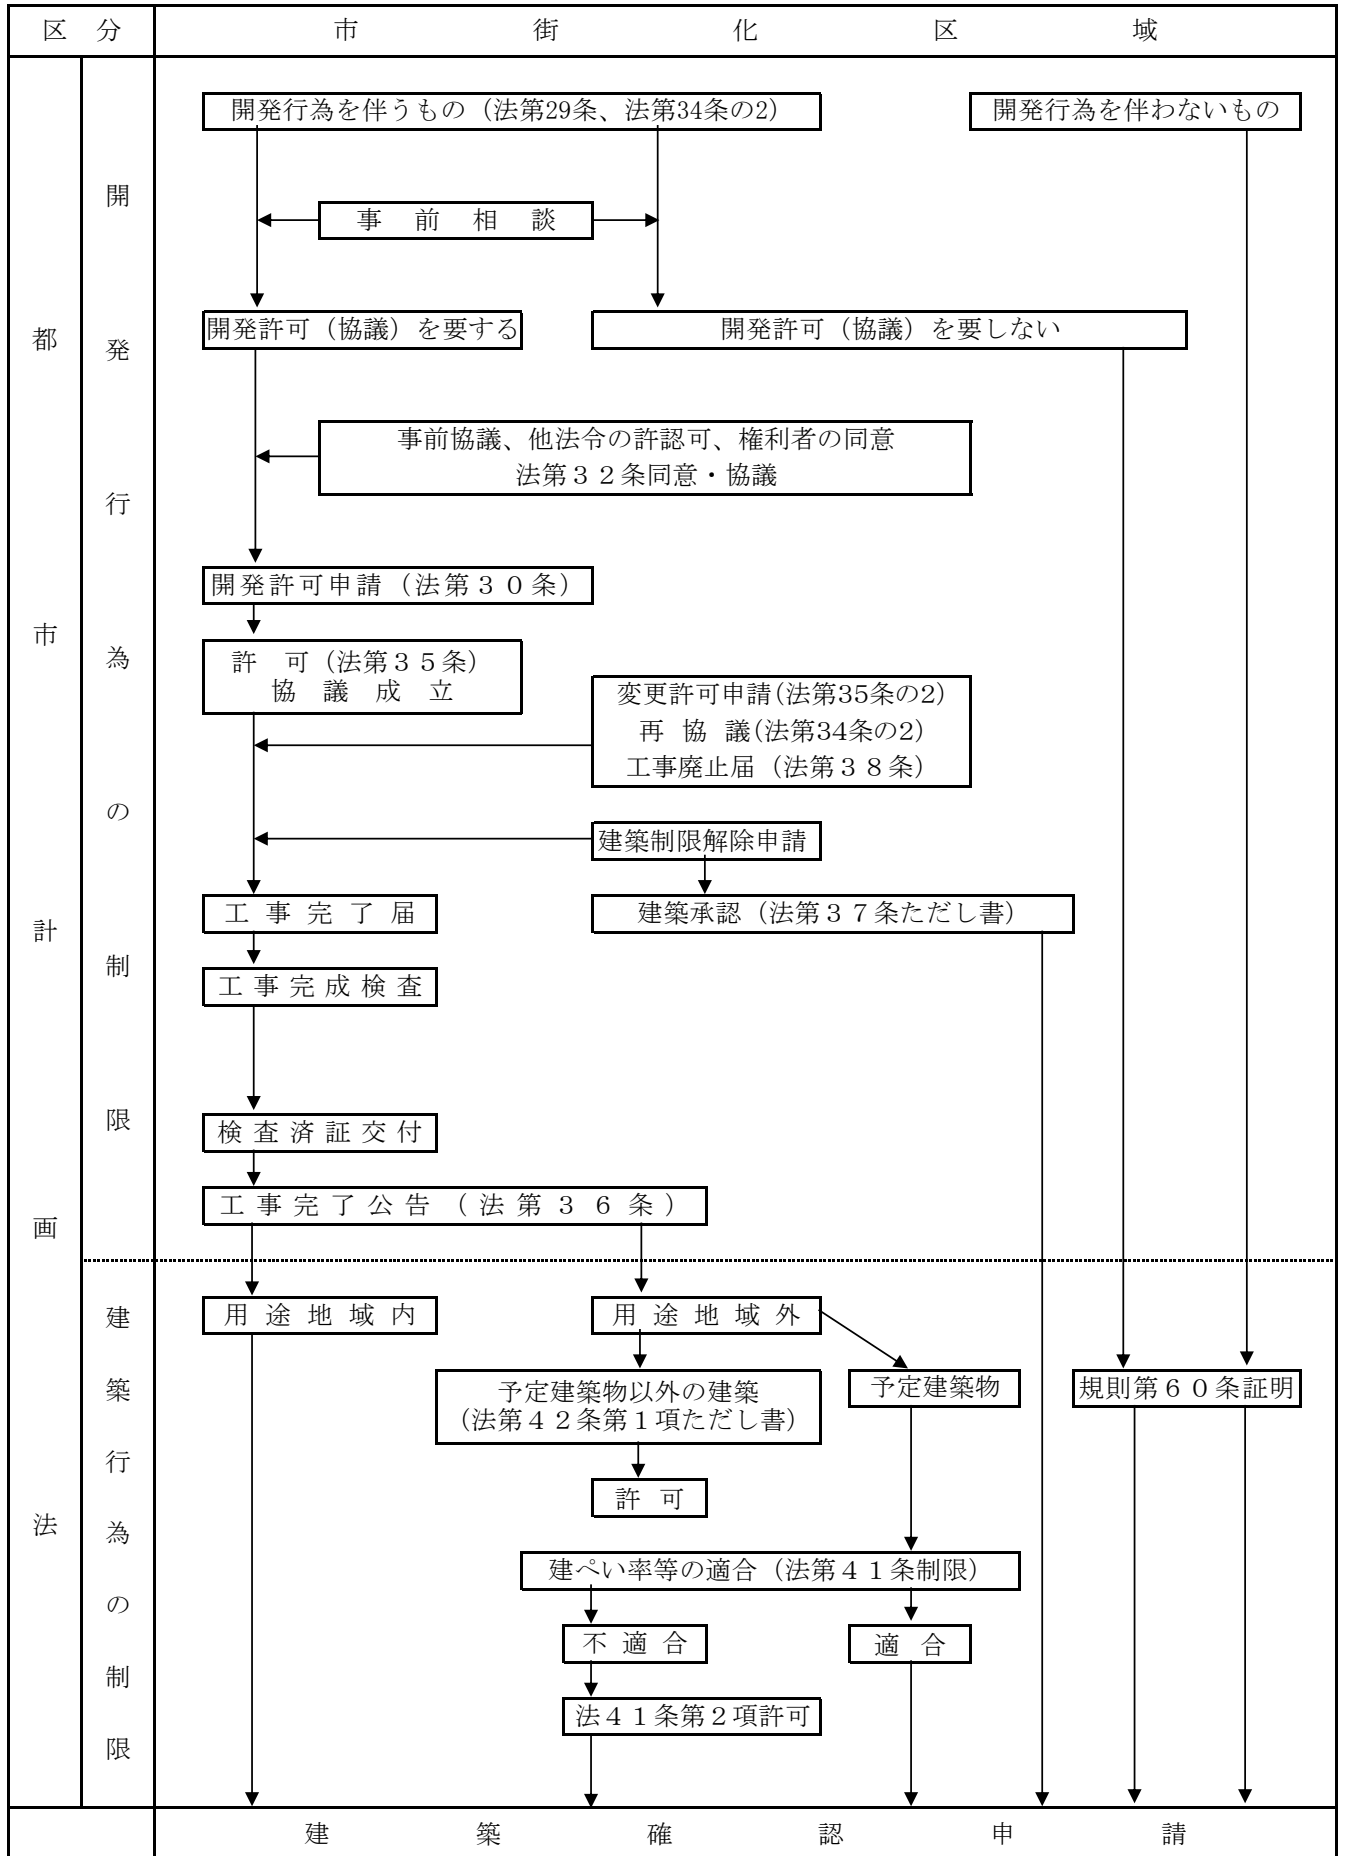 区 分
市 街 化 区 域
都 市 計 画 法
開 発 行 為 の 制 限
開発行為を伴うもの（法第29条、法第34条の2）
開発行為を伴わないもの
事 前 相 談
開発許可（協議）を要する
開発許可（協議）を要しない
事前協議、他法令の許認可、権利者の同意
法第３２条同意・協議
開発許可申請（法第３０条）
許 可（法第３５条）
協 議 成 立
変更許可申請(法第35条の2)
再 協 議(法第34条の2)
工事廃止届（法第３８条）
建築制限解除申請
工 事 完 了 届
建築承認（法第３７条ただし書）
工 事 完 成 検 査
検 査 済 証 交 付
工 事 完 了 公 告 （ 法 第 ３ ６ 条 ）
建 築 行 為 の 制 限
用 途 地 域 内
用 途 地 域 外
予定建築物以外の建築
（法第４２条第１項ただし書）
予定建築物
規則第６０条証明
許 可
建ぺい率等の適合（法第４１条制限）
不 適 合
適 合
法４１条第２項許可
建 築 確 認 申 請